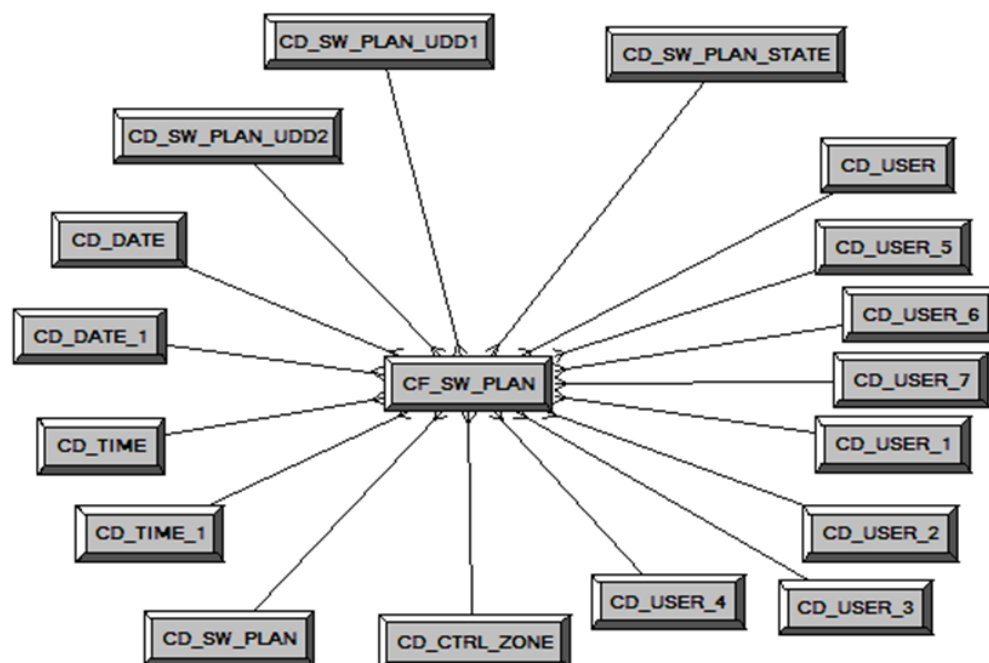 CD_SW_PLAN_UDD1
CD_SW_PLAN_STATE
CD_SW_PLAN_UDD2
CD_USER
CD_DATE
CD_USER_5
CD_USER_6
CD_DATE_1
CF_SW_PLAN
CD_USER_7
CD_TIME
CD_USER_1
CD_TIME_1
CD_USER_2
CD_USER_4
CD_USER_3
CD_SW_PLAN
CD_CTRL_ZONE